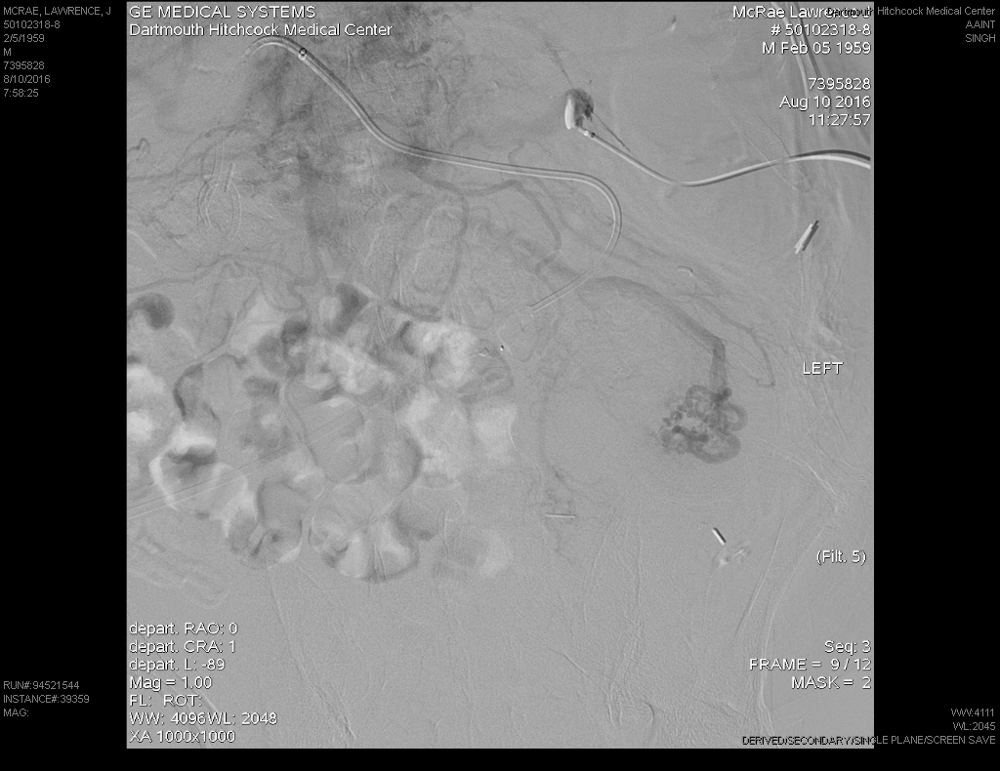 MCRAE, LAWRENCE, J
50102318-8
2/5/1959
M
7395828
8/10/2016
7:58:25
GE MEDICAL SYSTEMS
Dartmouth Hitchcock Medical Center
McRae Lawrence J
# 50102318-8
M Feb 05 1959
7395828
Aug 10 2016
11:27:57
Dartmouth Hitchcock Medical Center
AAINT
SINGH
LEFT
(Filt. 5)
depart. RAO: 0
depart. CRA: 1
depart. L: -89
Mag = 1.00
FL: ROT:
WW: 4096WL: 2048
XA 1000x1000
Seq: 3
FRAME = 9 / 12
MASK = 2
RUN#:94521544
INSTANCE#:39359
MAG:
WW:4111
WL:2045
DERIVED/SECONDARY/SINGLE PLANE/SCREEN SAVE